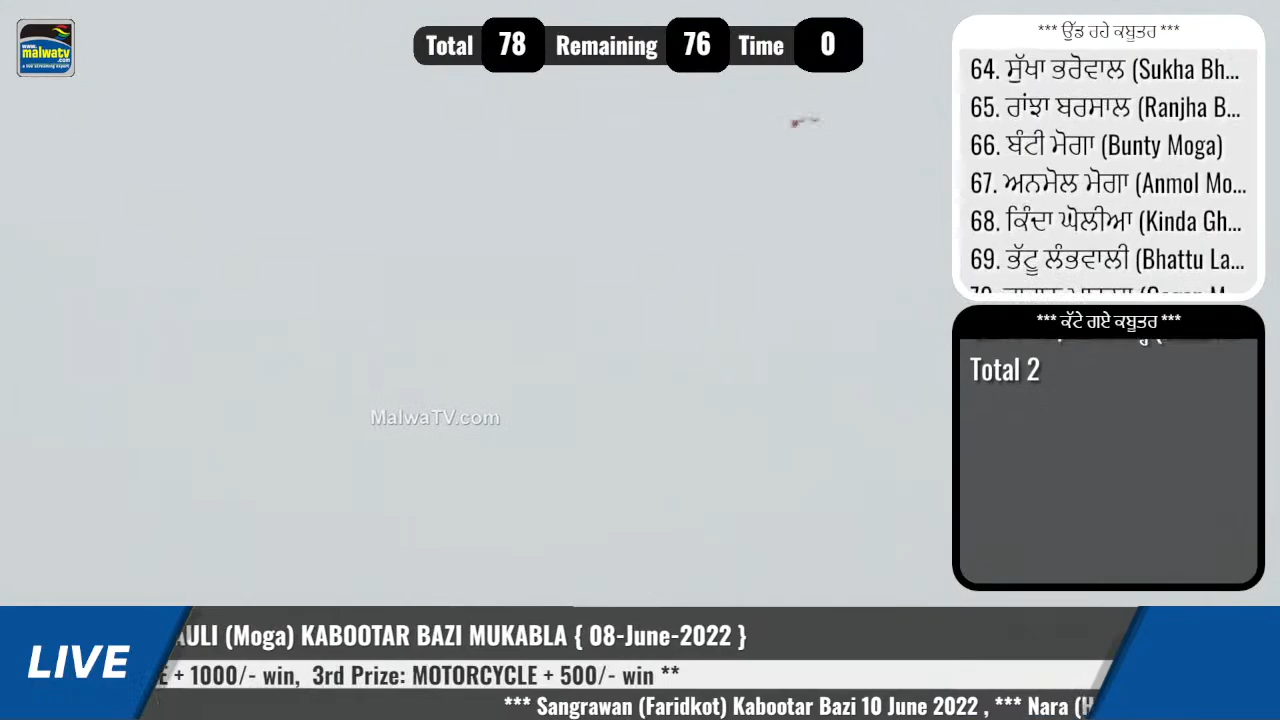 www.
malwatv
.com
a live streaming expert
Total 78 Remaining 76 Time 0
*** ਉੱਡ ਰਹੇ ਕਬੂਤਰ ***
64. ਸੁੱਖਾ ਭਰੋਵਾਲ (Sukha Bh...
65. ਰਾਂਝਾ ਬਰਸਾਲ (Ranjha B...
66. ਬੰਟੀ ਮੋਗਾ (Bunty Moga)
67. ਅਨਮੋਲ ਮੋਗਾ (Anmol Mo...
68. ਕਿੰਦਾ ਘੋਲੀਆ (Kinda Gh...
69. ਭੱਟੂ ਲੰਭਵਾਲੀ (Bhattu La...
*** ਕੱਟੇ ਗਏ ਕਬੂਤਰ ***
Total 2
MalwaTV.com
LIVE
AULI (Moga) KABOOTAR BAZI MUKABLA { 08-June-2022 }
E + 1000/- win, 3rd Prize: MOTORCYCLE + 500/- win **
*** Sangrawan (Faridkot) Kabootar Bazi 10 June 2022 , *** Nara (H